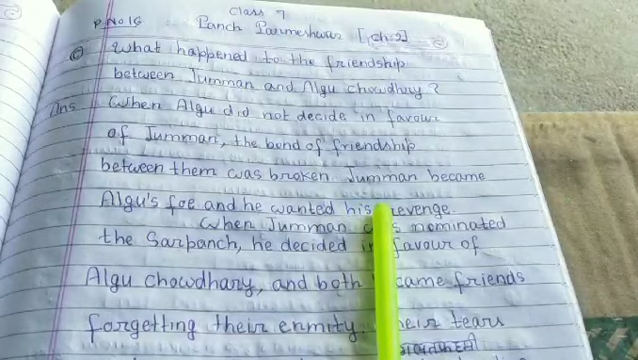 Class 7
P.No 16 Panch Parmeshwar [Ch-2]
(c) What happened to the friendship
between Jumman and Algu Chowdhary?
Ans When Algu did not decide in favour
of Jumman, the bond of friendship
between them was broken. Jumman became
Algu's foe and he wanted his revenge.
When Jumman was nominated
the Sarpanch, he decided in favour of
Algu Chowdhary, and both became friends
forgetting their enmity. Their tears